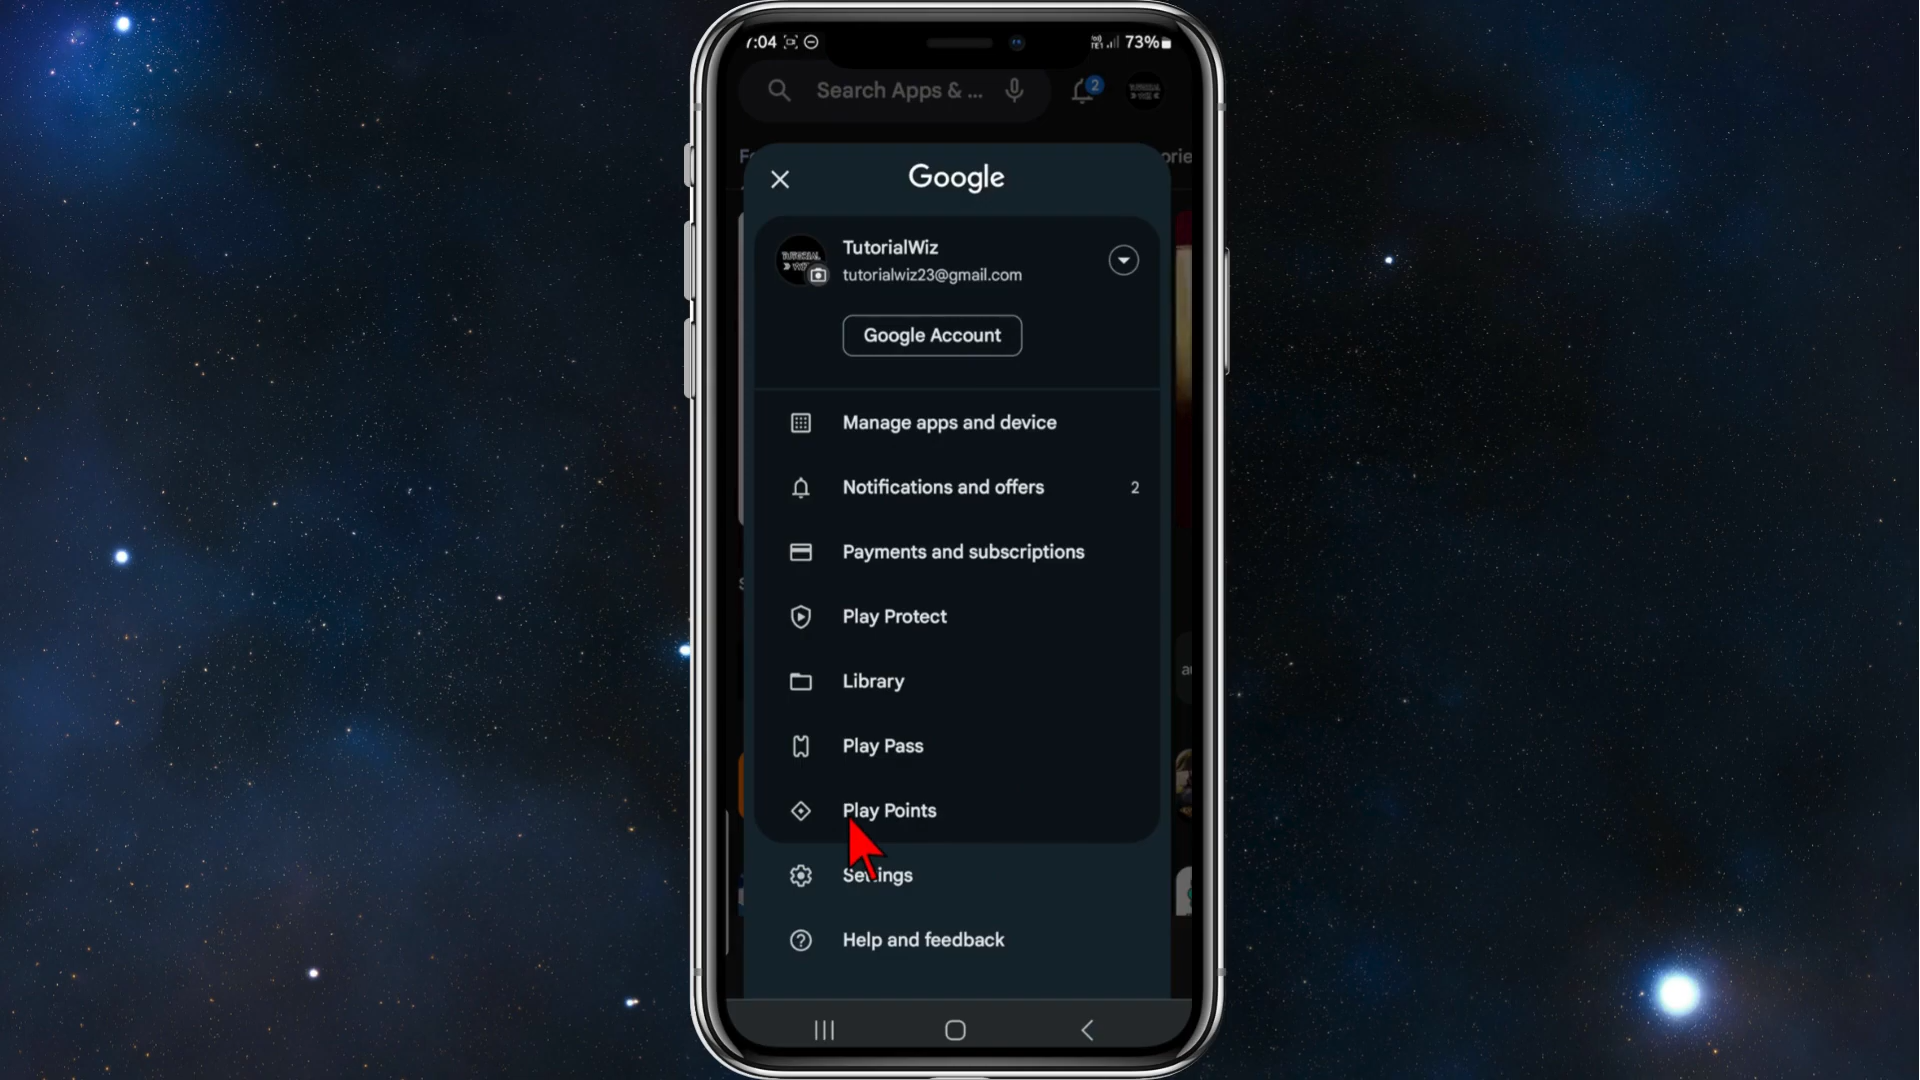 7:04
73%
Search Apps & ...
2
Google
TutorialWiz
tutorialwiz23@gmail.com
Google Account
Manage apps and device
Notifications and offers 2
Payments and subscriptions
Play Protect
Library
Play Pass
Play Points
Settings
Help and feedback